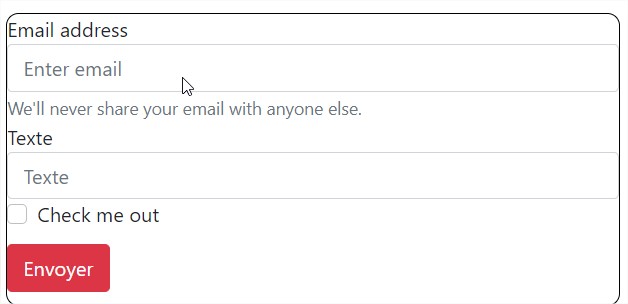 Email address
Enter email
We'll never share your email with anyone else.
Texte
Texte
Check me out
Envoyer